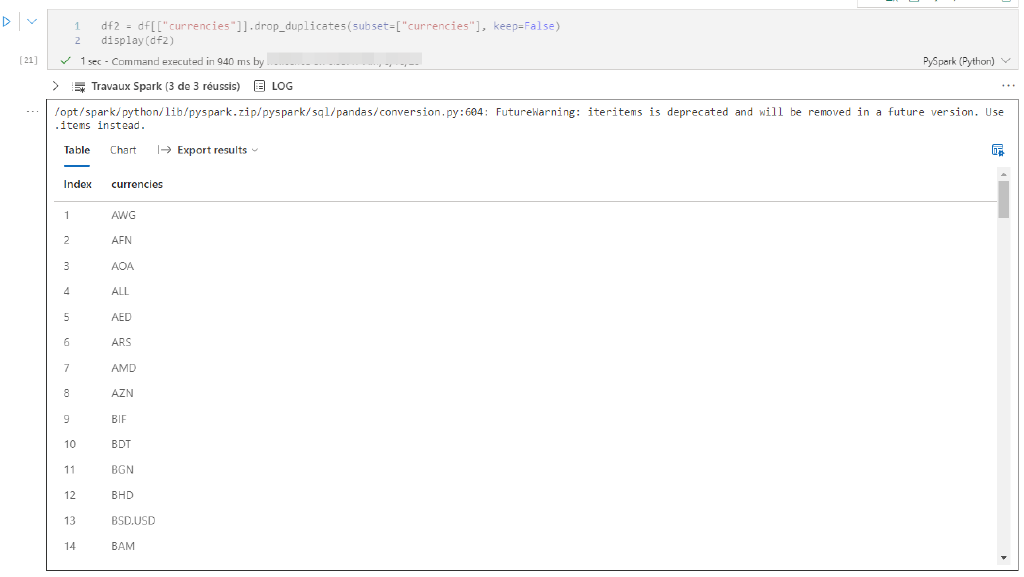 1 df2 = df[["currencies"]].drop_duplicates(subset=["currencies"], keep=False)
2 display(df2)
[21]
1 sec - Command executed in 940 ms by
PySpark (Python)
Travaux Spark (3 de 3 réussis) LOG
/opt/spark/python/lib/pyspark.zip/pyspark/sql/pandas/conversion.py:604: FutureWarning: iteritems is deprecated and will be removed in a future version. Use
.items instead.
Table Chart Export results
Index currencies
1 AWG
2 AFN
3 AOA
4 ALL
5 AED
6 ARS
7 AMD
8 AZN
9 BIF
10 BDT
11 BGN
12 BHD
13 BSD,USD
14 BAM